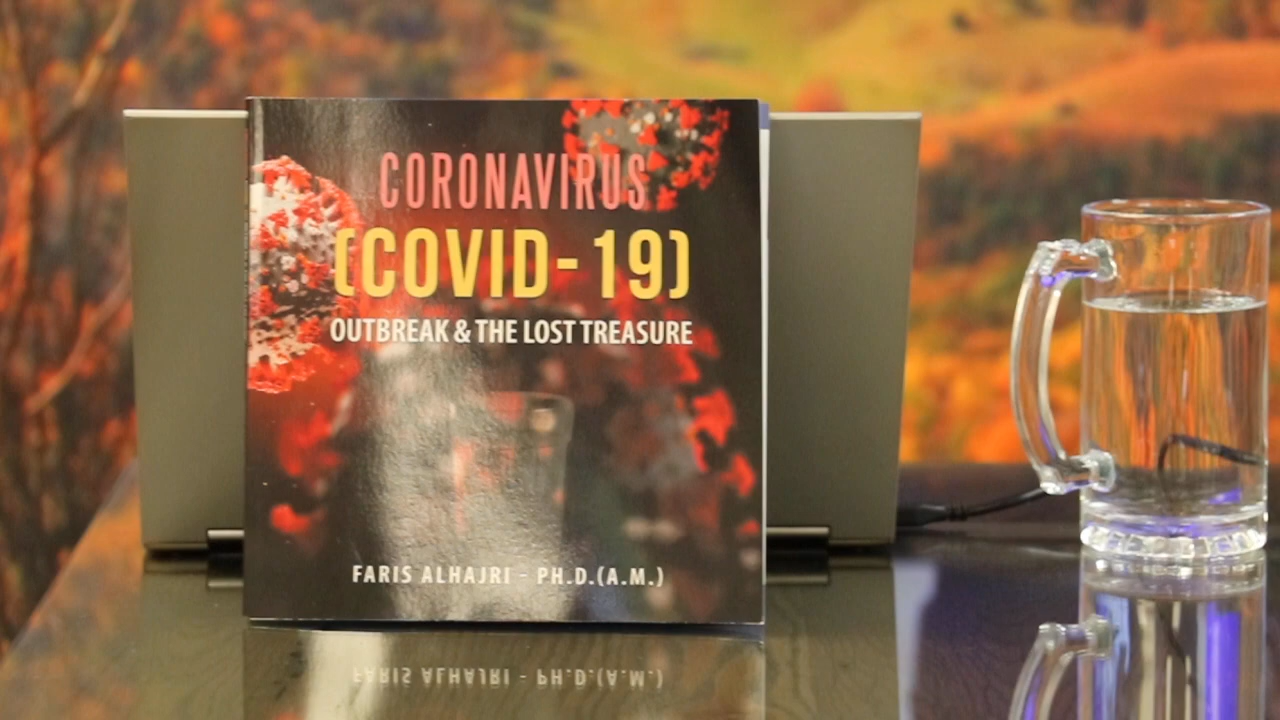 CORONAVIRUS
(COVID-19)
OUTBREAK & THE LOST TREASURE
FARIS ALHAJRI - PH.D.(A.M.)